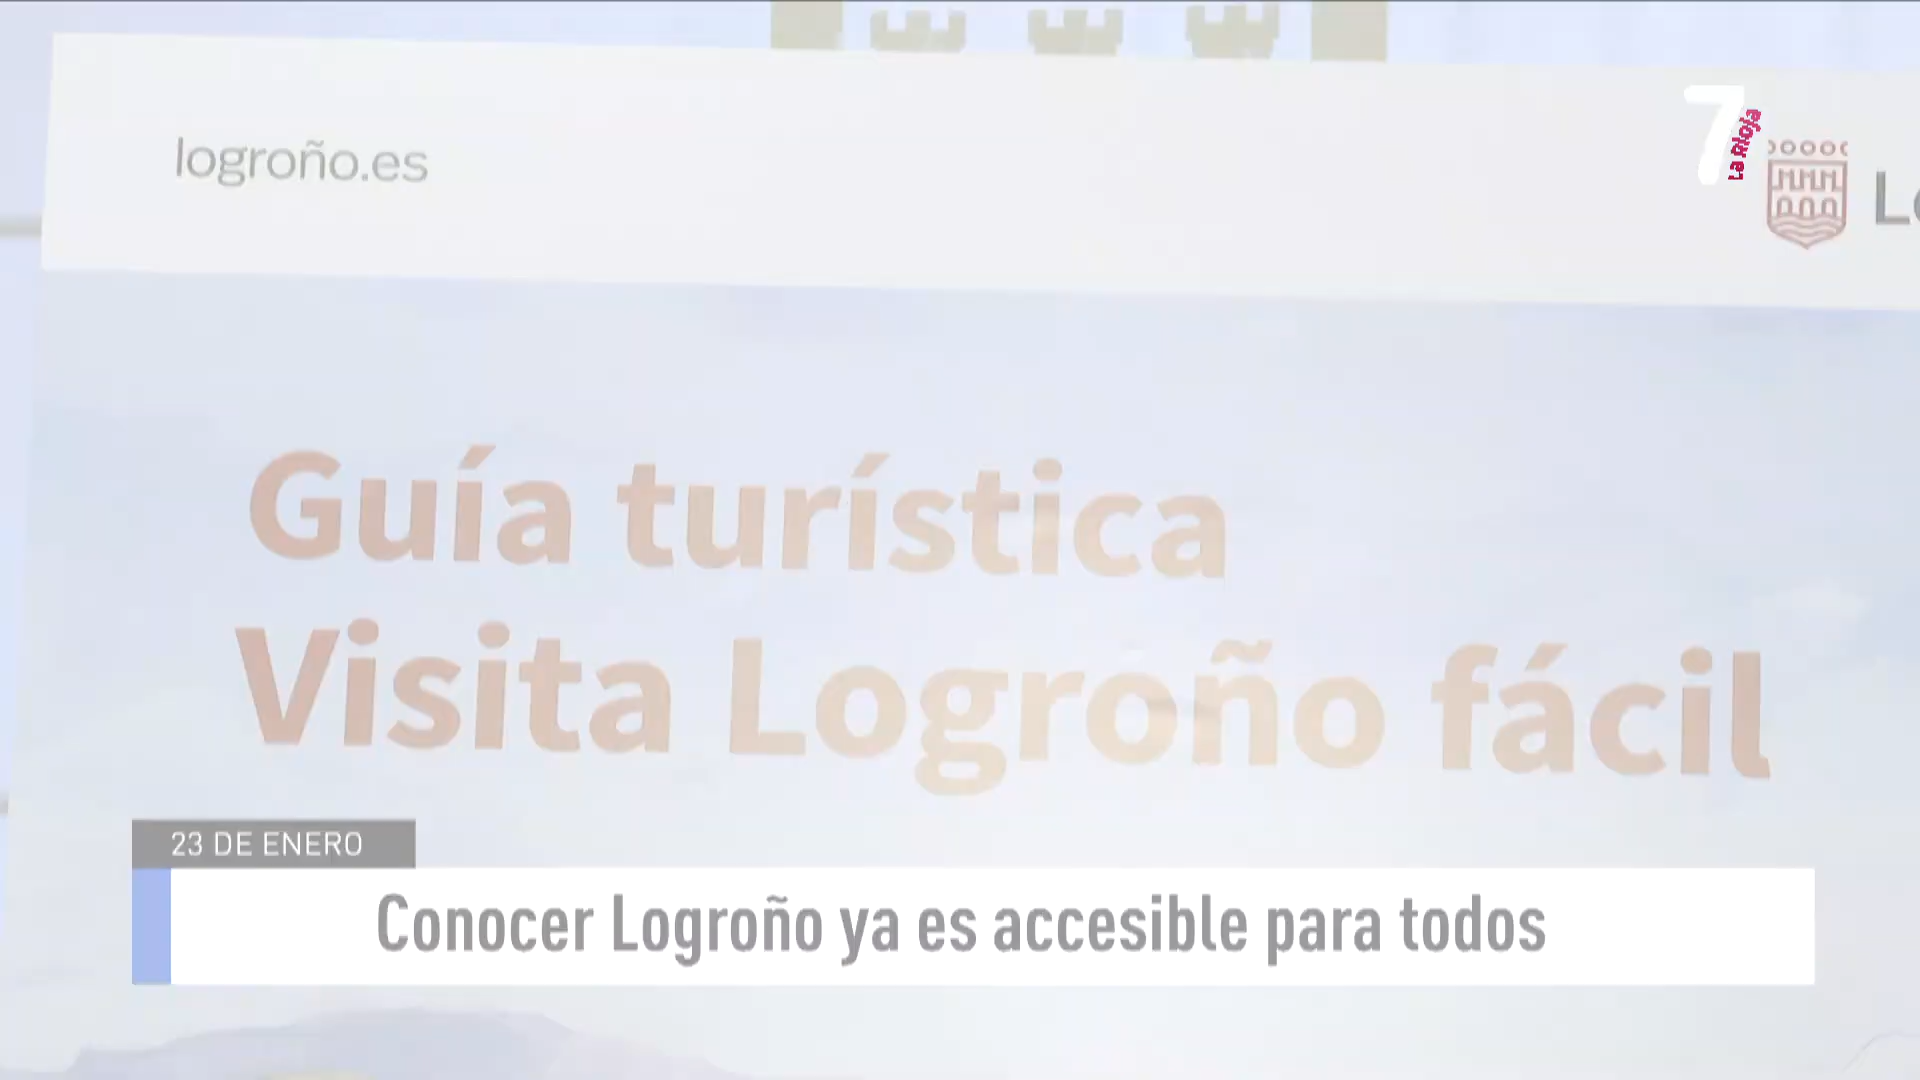 logroño.es
7
La Rioja
Guía turística
Visita Logroño fácil
23 DE ENERO
Conocer Logroño ya es accesible para todos